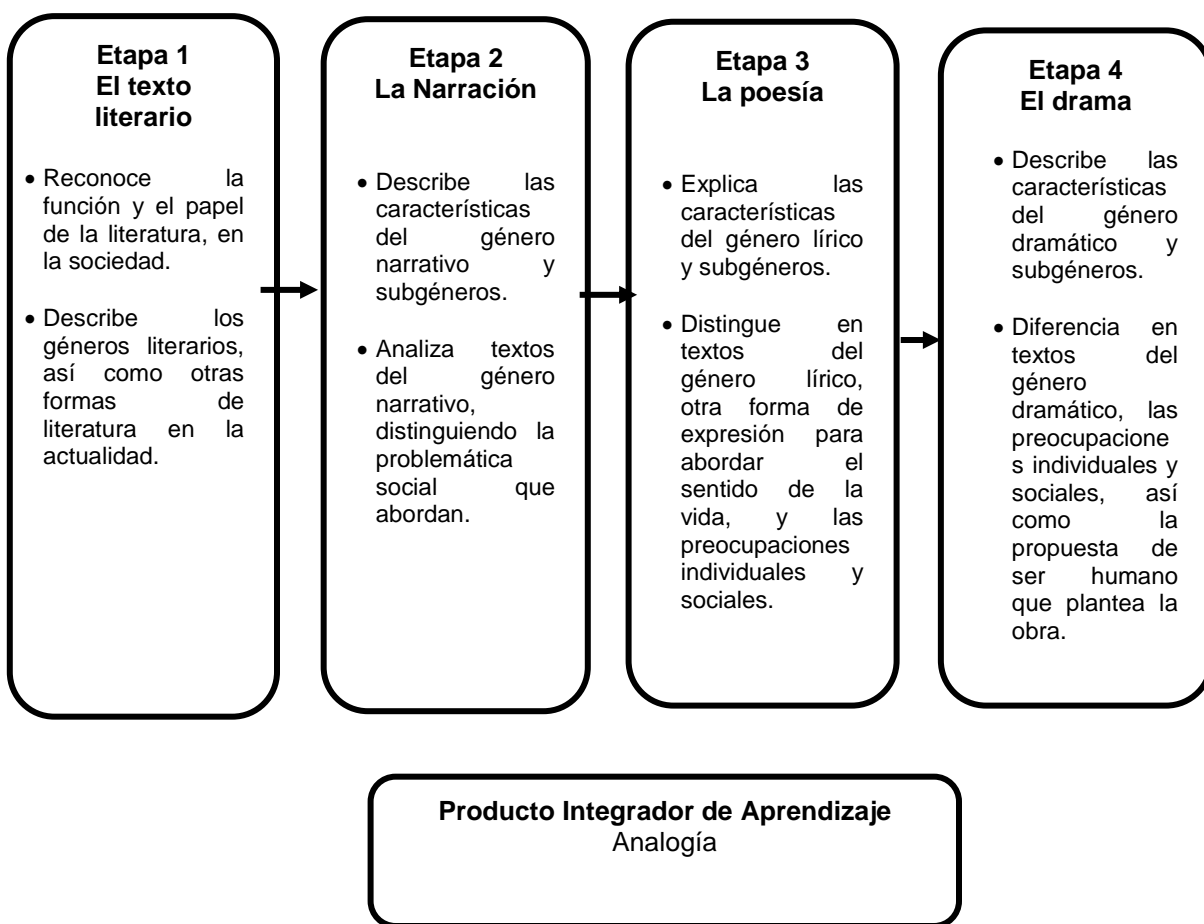 Etapa 1
El texto
literario
• Reconoce la
función y el papel
de la literatura, en
la sociedad.
• Describe los
géneros literarios,
así como otras
formas de
literatura en la
actualidad.
Etapa 2
La Narración
• Describe las
características
del género
narrativo y
subgéneros.
• Analiza textos
del género
narrativo,
distinguiendo la
problemática
social que
abordan.
Etapa 3
La poesía
• Explica las
características
del género lírico
y subgéneros.
• Distingue en
textos del
género lírico,
otra forma de
expresión para
abordar el
sentido de la
vida, y las
preocupaciones
individuales y
sociales.
Etapa 4
El drama
• Describe las
características
del género
dramático y
subgéneros.
• Diferencia en
textos del
género
dramático, las
preocupacione
s individuales y
sociales, así
como la
propuesta de
ser humano
que plantea la
obra.
Producto Integrador de Aprendizaje
Analogía